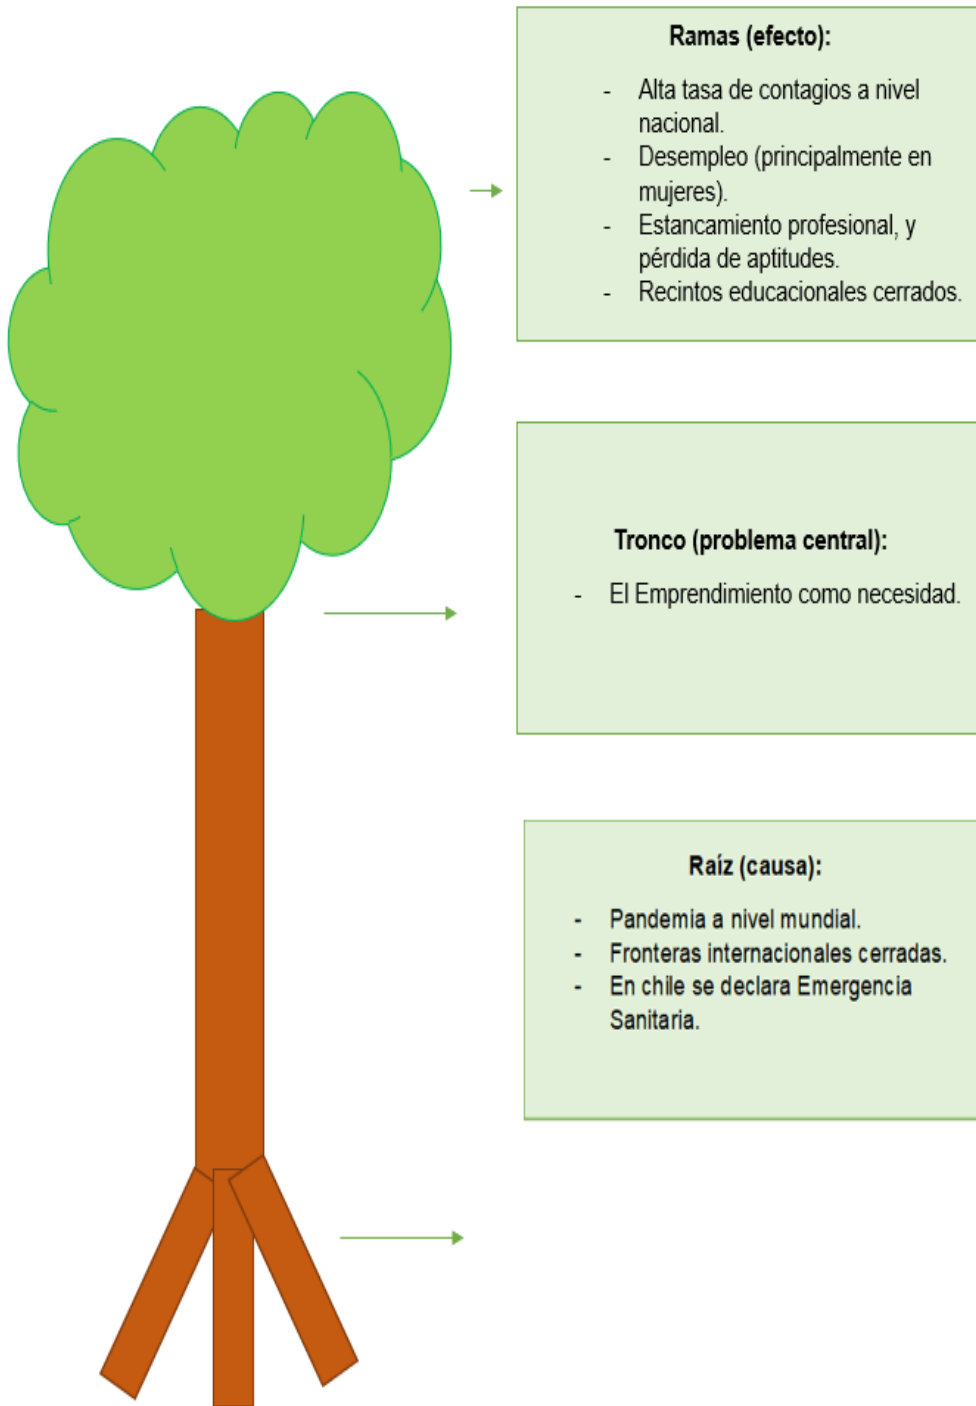 Ramas (efecto):
- Alta tasa de contagios a nivel
nacional.
- Desempleo (principalmente en
mujeres).
- Estancamiento profesional, y
pérdida de aptitudes.
- Recintos educacionales cerrados.
Tronco (problema central):
- El Emprendimiento como necesidad.
Raíz (causa):
- Pandemia a nivel mundial.
- Fronteras internacionales cerradas.
- En chile se declara Emergencia
Sanitaria.